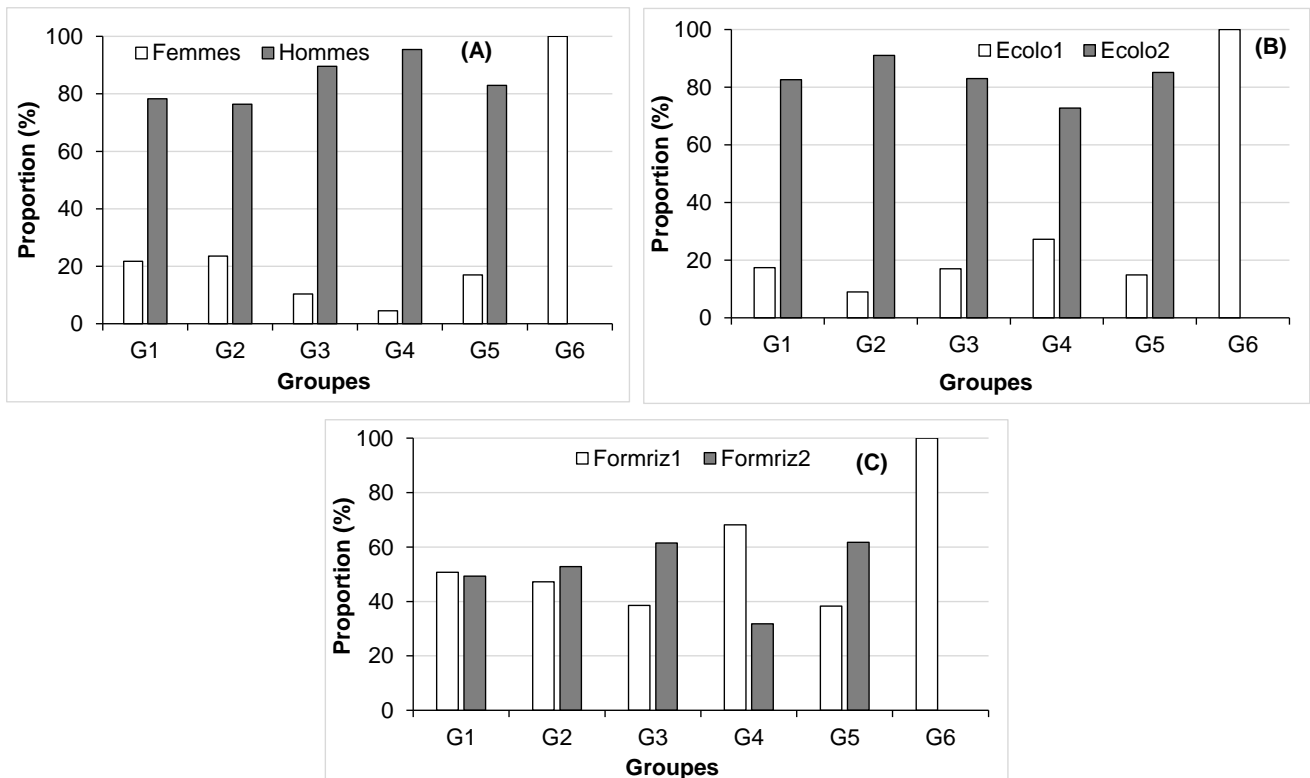 Femmes Hommes (A)
100
80
60
40
20
0
Proportion (%)
G1 G2 G3 G4 G5 G6
Groupes
Ecolo1 Ecolo2 (B)
100
80
60
40
20
0
Proportion (%)
G1 G2 G3 G4 G5 G6
Groupes
Formriz1 Formriz2 (C)
100
80
60
40
20
0
Proportion (%)
G1 G2 G3 G4 G5 G6
Groupes